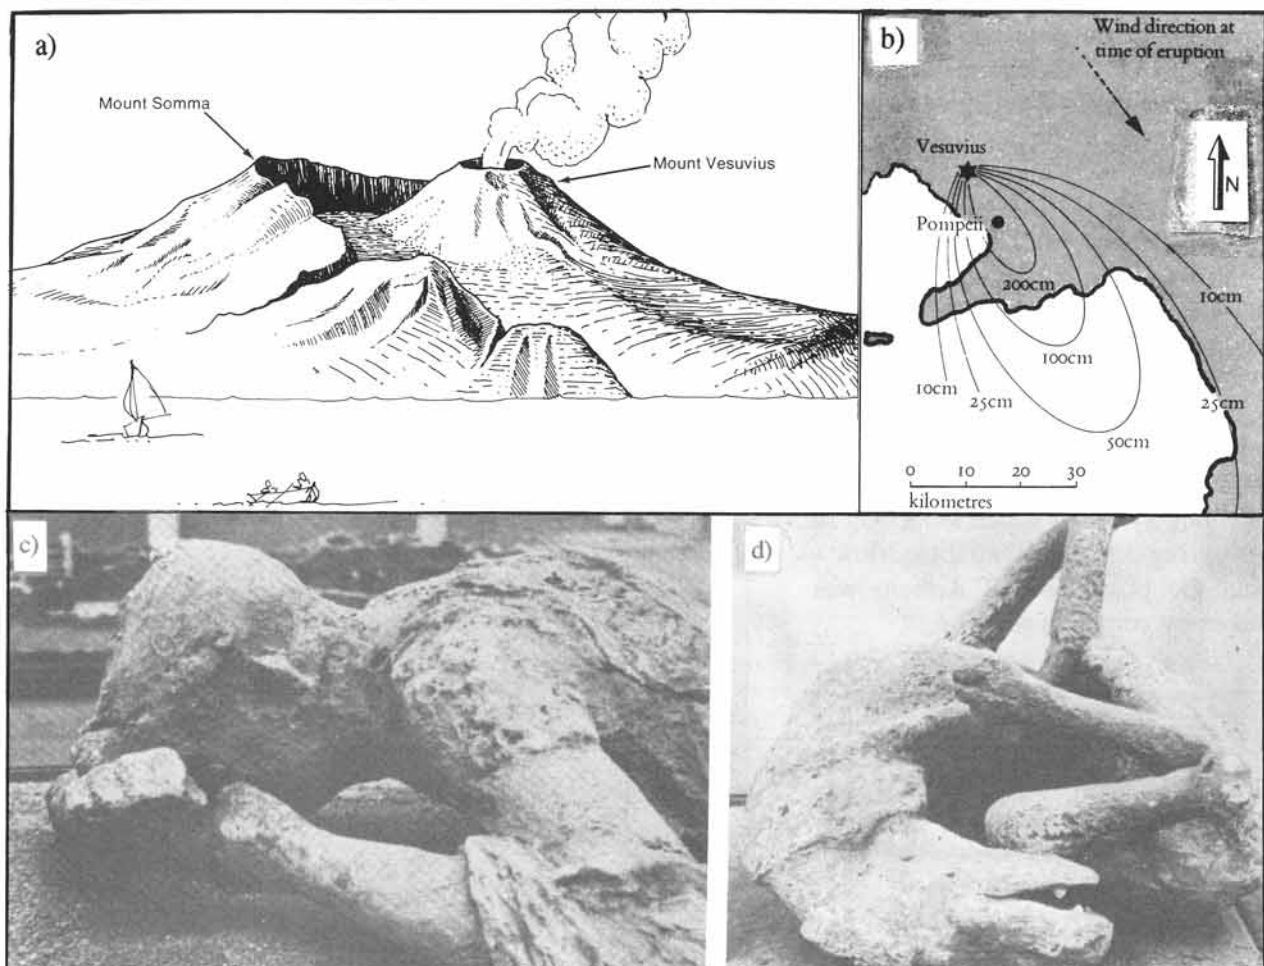 a)
Mount Somma
Mount Vesuvius
b)
Wind direction at
time of eruption
Vesuvius
N
Pompeii
200cm
10cm
100cm
10cm
25cm
25cm
50cm
0 10 20 30
kilometres
c)
d)